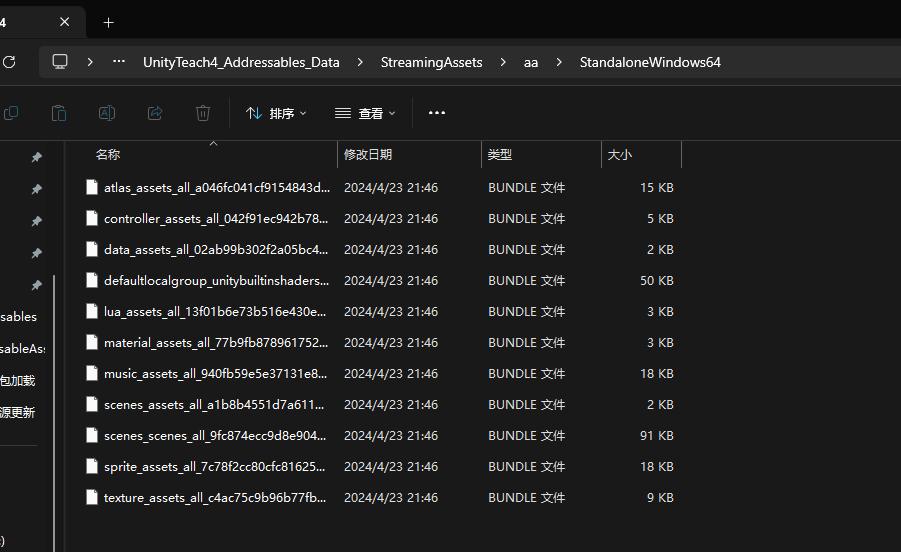 4
UnityTeach4_Addressables_Data > StreamingAssets > aa > StandaloneWindows64
排序 查看
名称 修改日期 类型 大小
atlas_assets_all_a046fc041cf9154843d... 2024/4/23 21:46 BUNDLE 文件 15 KB
controller_assets_all_042f91ec942b78... 2024/4/23 21:46 BUNDLE 文件 5 KB
data_assets_all_02ab99b302f2a05bc4... 2024/4/23 21:46 BUNDLE 文件 2 KB
defaultlocalgroup_unitybuiltinshaders... 2024/4/23 21:46 BUNDLE 文件 50 KB
lua_assets_all_13f01b6e73b516e430e... 2024/4/23 21:46 BUNDLE 文件 3 KB
material_assets_all_77b9fb878961752... 2024/4/23 21:46 BUNDLE 文件 3 KB
music_assets_all_940fb59e5e37131e8... 2024/4/23 21:46 BUNDLE 文件 18 KB
scenes_assets_all_a1b8b4551d7a611... 2024/4/23 21:46 BUNDLE 文件 2 KB
scenes_scenes_all_9fc874ecc9d8e904... 2024/4/23 21:46 BUNDLE 文件 91 KB
sprite_assets_all_7c78f2cc80cfc81625... 2024/4/23 21:46 BUNDLE 文件 18 KB
texture_assets_all_c4ac75c9b96b77fb... 2024/4/23 21:46 BUNDLE 文件 9 KB
sables
sableAss
包加载
源更新
:)